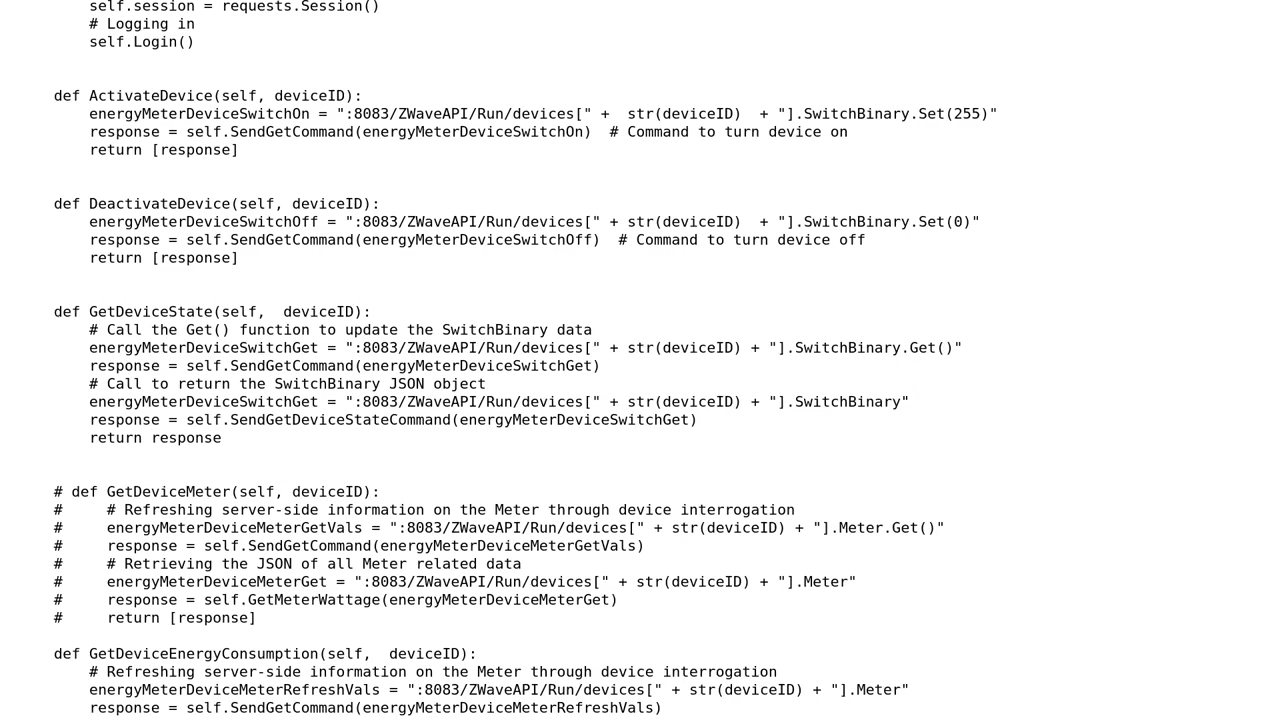 self.session = requests.Session()
        # Logging in
        self.Login()


    def ActivateDevice(self, deviceID):
        energyMeterDeviceSwitchOn = ":8083/ZWaveAPI/Run/devices[" +  str(deviceID)  + "].SwitchBinary.Set(255)"
        response = self.SendGetCommand(energyMeterDeviceSwitchOn)  # Command to turn device on
        return [response]


    def DeactivateDevice(self, deviceID):
        energyMeterDeviceSwitchOff = ":8083/ZWaveAPI/Run/devices[" + str(deviceID)  + "].SwitchBinary.Set(0)"
        response = self.SendGetCommand(energyMeterDeviceSwitchOff)  # Command to turn device off
        return [response]


    def GetDeviceState(self,  deviceID):
        # Call the Get() function to update the SwitchBinary data
        energyMeterDeviceSwitchGet = ":8083/ZWaveAPI/Run/devices[" + str(deviceID) + "].SwitchBinary.Get()"
        response = self.SendGetCommand(energyMeterDeviceSwitchGet)
        # Call to return the SwitchBinary JSON object
        energyMeterDeviceSwitchGet = ":8083/ZWaveAPI/Run/devices[" + str(deviceID) + "].SwitchBinary"
        response = self.SendGetDeviceStateCommand(energyMeterDeviceSwitchGet)
        return response


    # def GetDeviceMeter(self, deviceID):
    #     # Refreshing server-side information on the Meter through device interrogation
    #     energyMeterDeviceMeterGetVals = ":8083/ZWaveAPI/Run/devices[" + str(deviceID) + "].Meter.Get()"
    #     response = self.SendGetCommand(energyMeterDeviceMeterGetVals)
    #     # Retrieving the JSON of all Meter related data
    #     energyMeterDeviceMeterGet = ":8083/ZWaveAPI/Run/devices[" + str(deviceID) + "].Meter"
    #     response = self.GetMeterWattage(energyMeterDeviceMeterGet)
    #     return [response]

    def GetDeviceEnergyConsumption(self,  deviceID):
        # Refreshing server-side information on the Meter through device interrogation
        energyMeterDeviceMeterRefreshVals = ":8083/ZWaveAPI/Run/devices[" + str(deviceID) + "].Meter"
        response = self.SendGetCommand(energyMeterDeviceMeterRefreshVals)